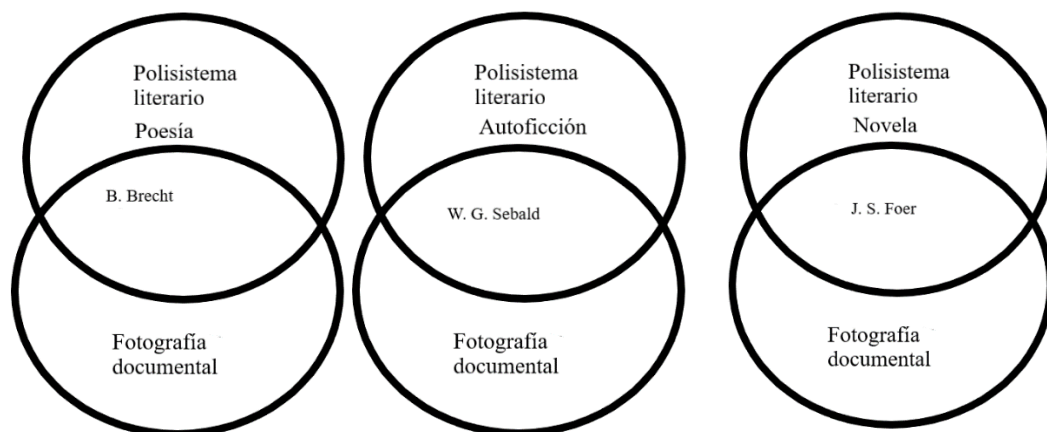 Polisistema
literario
Poesía
B. Brecht
Fotografía
documental
Polisistema
literario
Autoficción
W. G. Sebald
Fotografía
documental
Polisistema
literario
Novela
J. S. Foer
Fotografía
documental